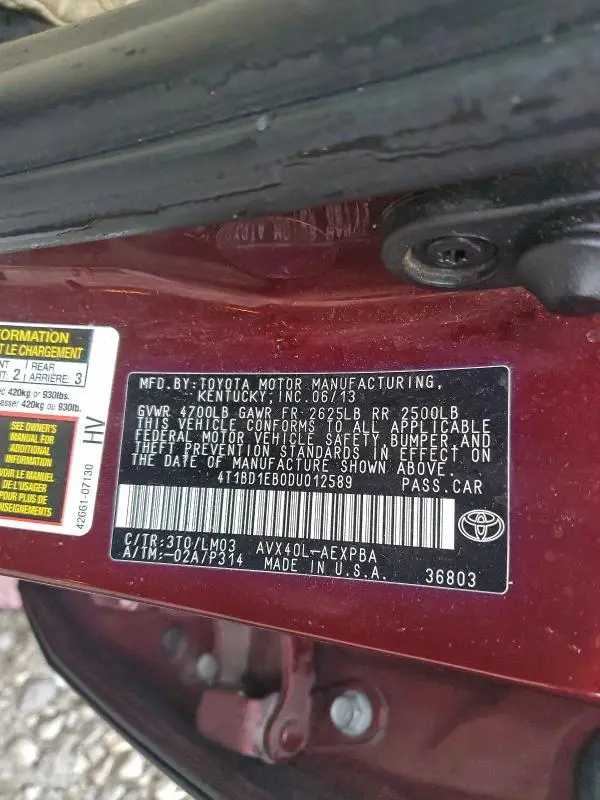 ORMATION
T LE CHARGEMENT
NT 2
REAR
ARRIÈRE 3
420kg or 930lbs.
asser 420kg ou 930lb.
SEE OWNER'S
MANUAL FOR
ADDITIONAL
INFORMATION
VOIR LE MANUEL
DE L'USAGER
POUR PLUS DE
HV
42661-07130
MFD.BY:TOYOTA MOTOR MANUFACTURING,
KENTUCKY, INC.06/13
GVWR 4700LB GAWR FR 2625LB RR 2500LB
THIS VEHICLE CONFORMS TO ALL APPLICABLE
FEDERAL MOTOR VEHICLE SAFETY BUMPER,AND
THEFT PREVENTION STANDARDS IN EFFECT ON
THE DATE OF MANUFACTURE SHOWN ABOVE.
4T1BD1EB0DU012589 PASS.CAR
C/TR:3T0/LM03 AVX40L-AEXPBA
A/TM:-02A/P314 MADE IN U.S.A. 36803